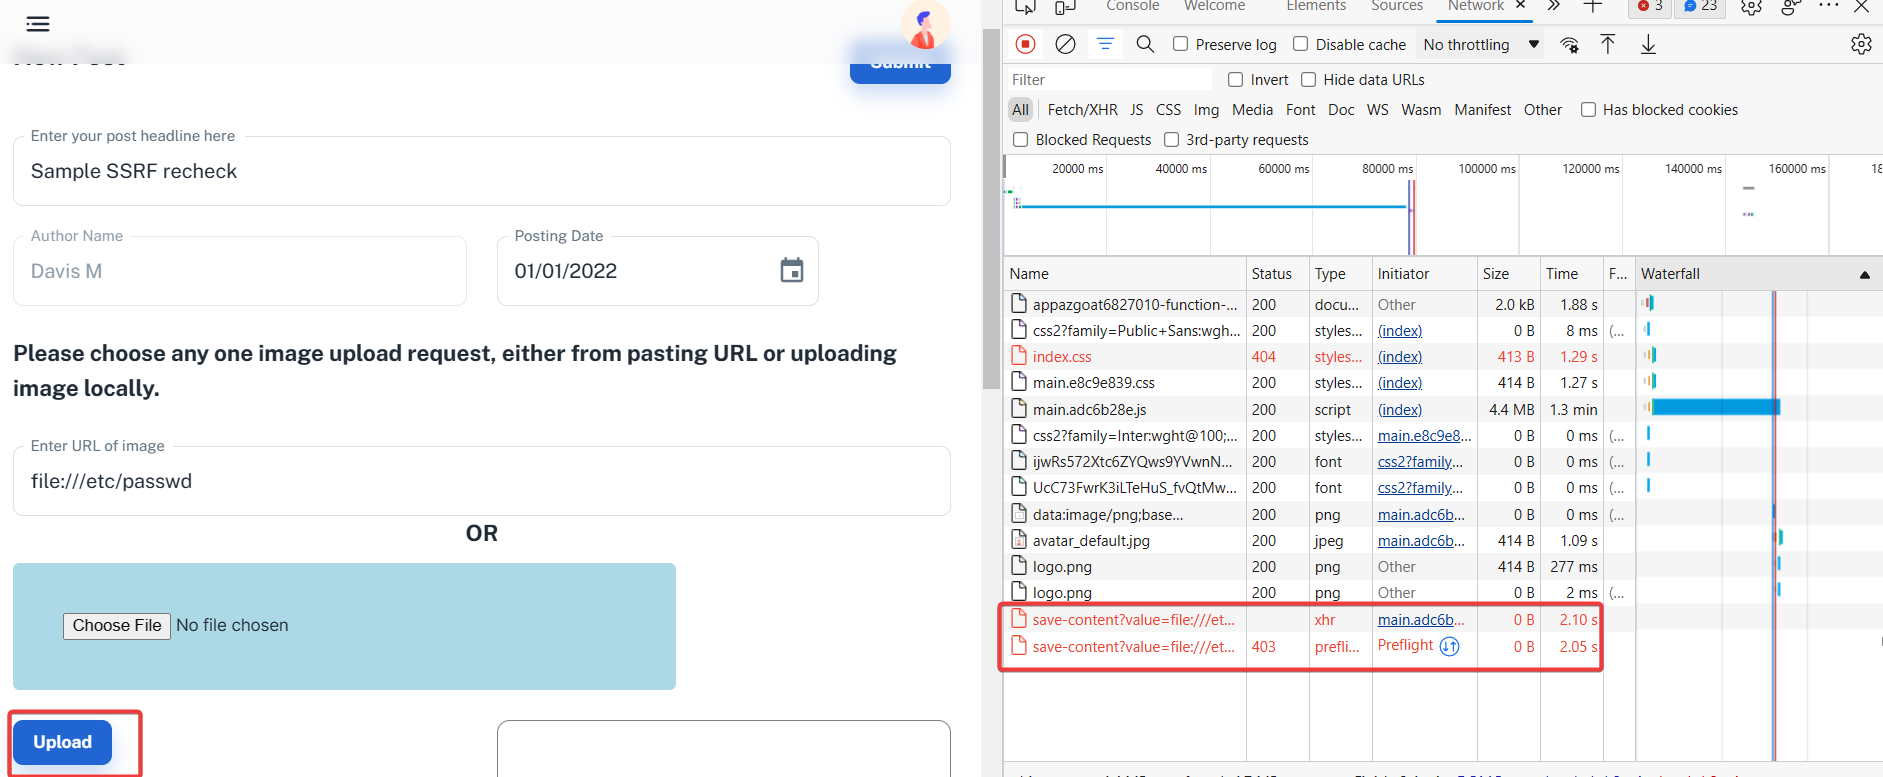 New Post
Submit
Enter your post headline here
Sample SSRF recheck
Author Name
Davis M
Posting Date
01/01/2022
Please choose any one image upload request, either from pasting URL or uploading
image locally.
Enter URL of image
file:///etc/passwd
OR
Choose File No file chosen
Upload
Console Welcome Elements Sources Network 3 23
Preserve log Disable cache No throttling
Filter Invert Hide data URLs
All Fetch/XHR JS CSS Img Media Font Doc WS Wasm Manifest Other Has blocked cookies
Blocked Requests 3rd-party requests
20000 ms 40000 ms 60000 ms 80000 ms 100000 ms 120000 ms 140000 ms 160000 ms 18
Name Status Type Initiator Size Time F... Waterfall
appazgoat6827010-function-... 200 docu... Other 2.0 kB 1.88 s
css2?family=Public+Sans:wgh... 200 styles... (index) 0 B 8 ms (...
index.css 404 styles... (index) 413 B 1.29 s
main.e8c9e839.css 200 styles... (index) 414 B 1.27 s
main.adc6b28e.js 200 script (index) 4.4 MB 1.3 min
css2?family=Inter:wght@100;... 200 styles... main.e8c9e8... 0 B 0 ms (...
ijwRs572Xtc6ZYQws9YVwnN... 200 font css2?family... 0 B 0 ms (...
UcC73FwrK3iLTeHuS_fvQtMw... 200 font css2?family... 0 B 0 ms (...
data:image/png;base... 200 png main.adc6b... 0 B 0 ms (...
avatar_default.jpg 200 jpeg main.adc6b... 414 B 1.09 s
logo.png 200 png Other 414 B 277 ms
logo.png 200 png Other 0 B 2 ms (...
save-content?value=file:///et... xhr main.adc6b... 0 B 2.10 s
save-content?value=file:///et... 403 prefli... Preflight 0 B 2.05 s